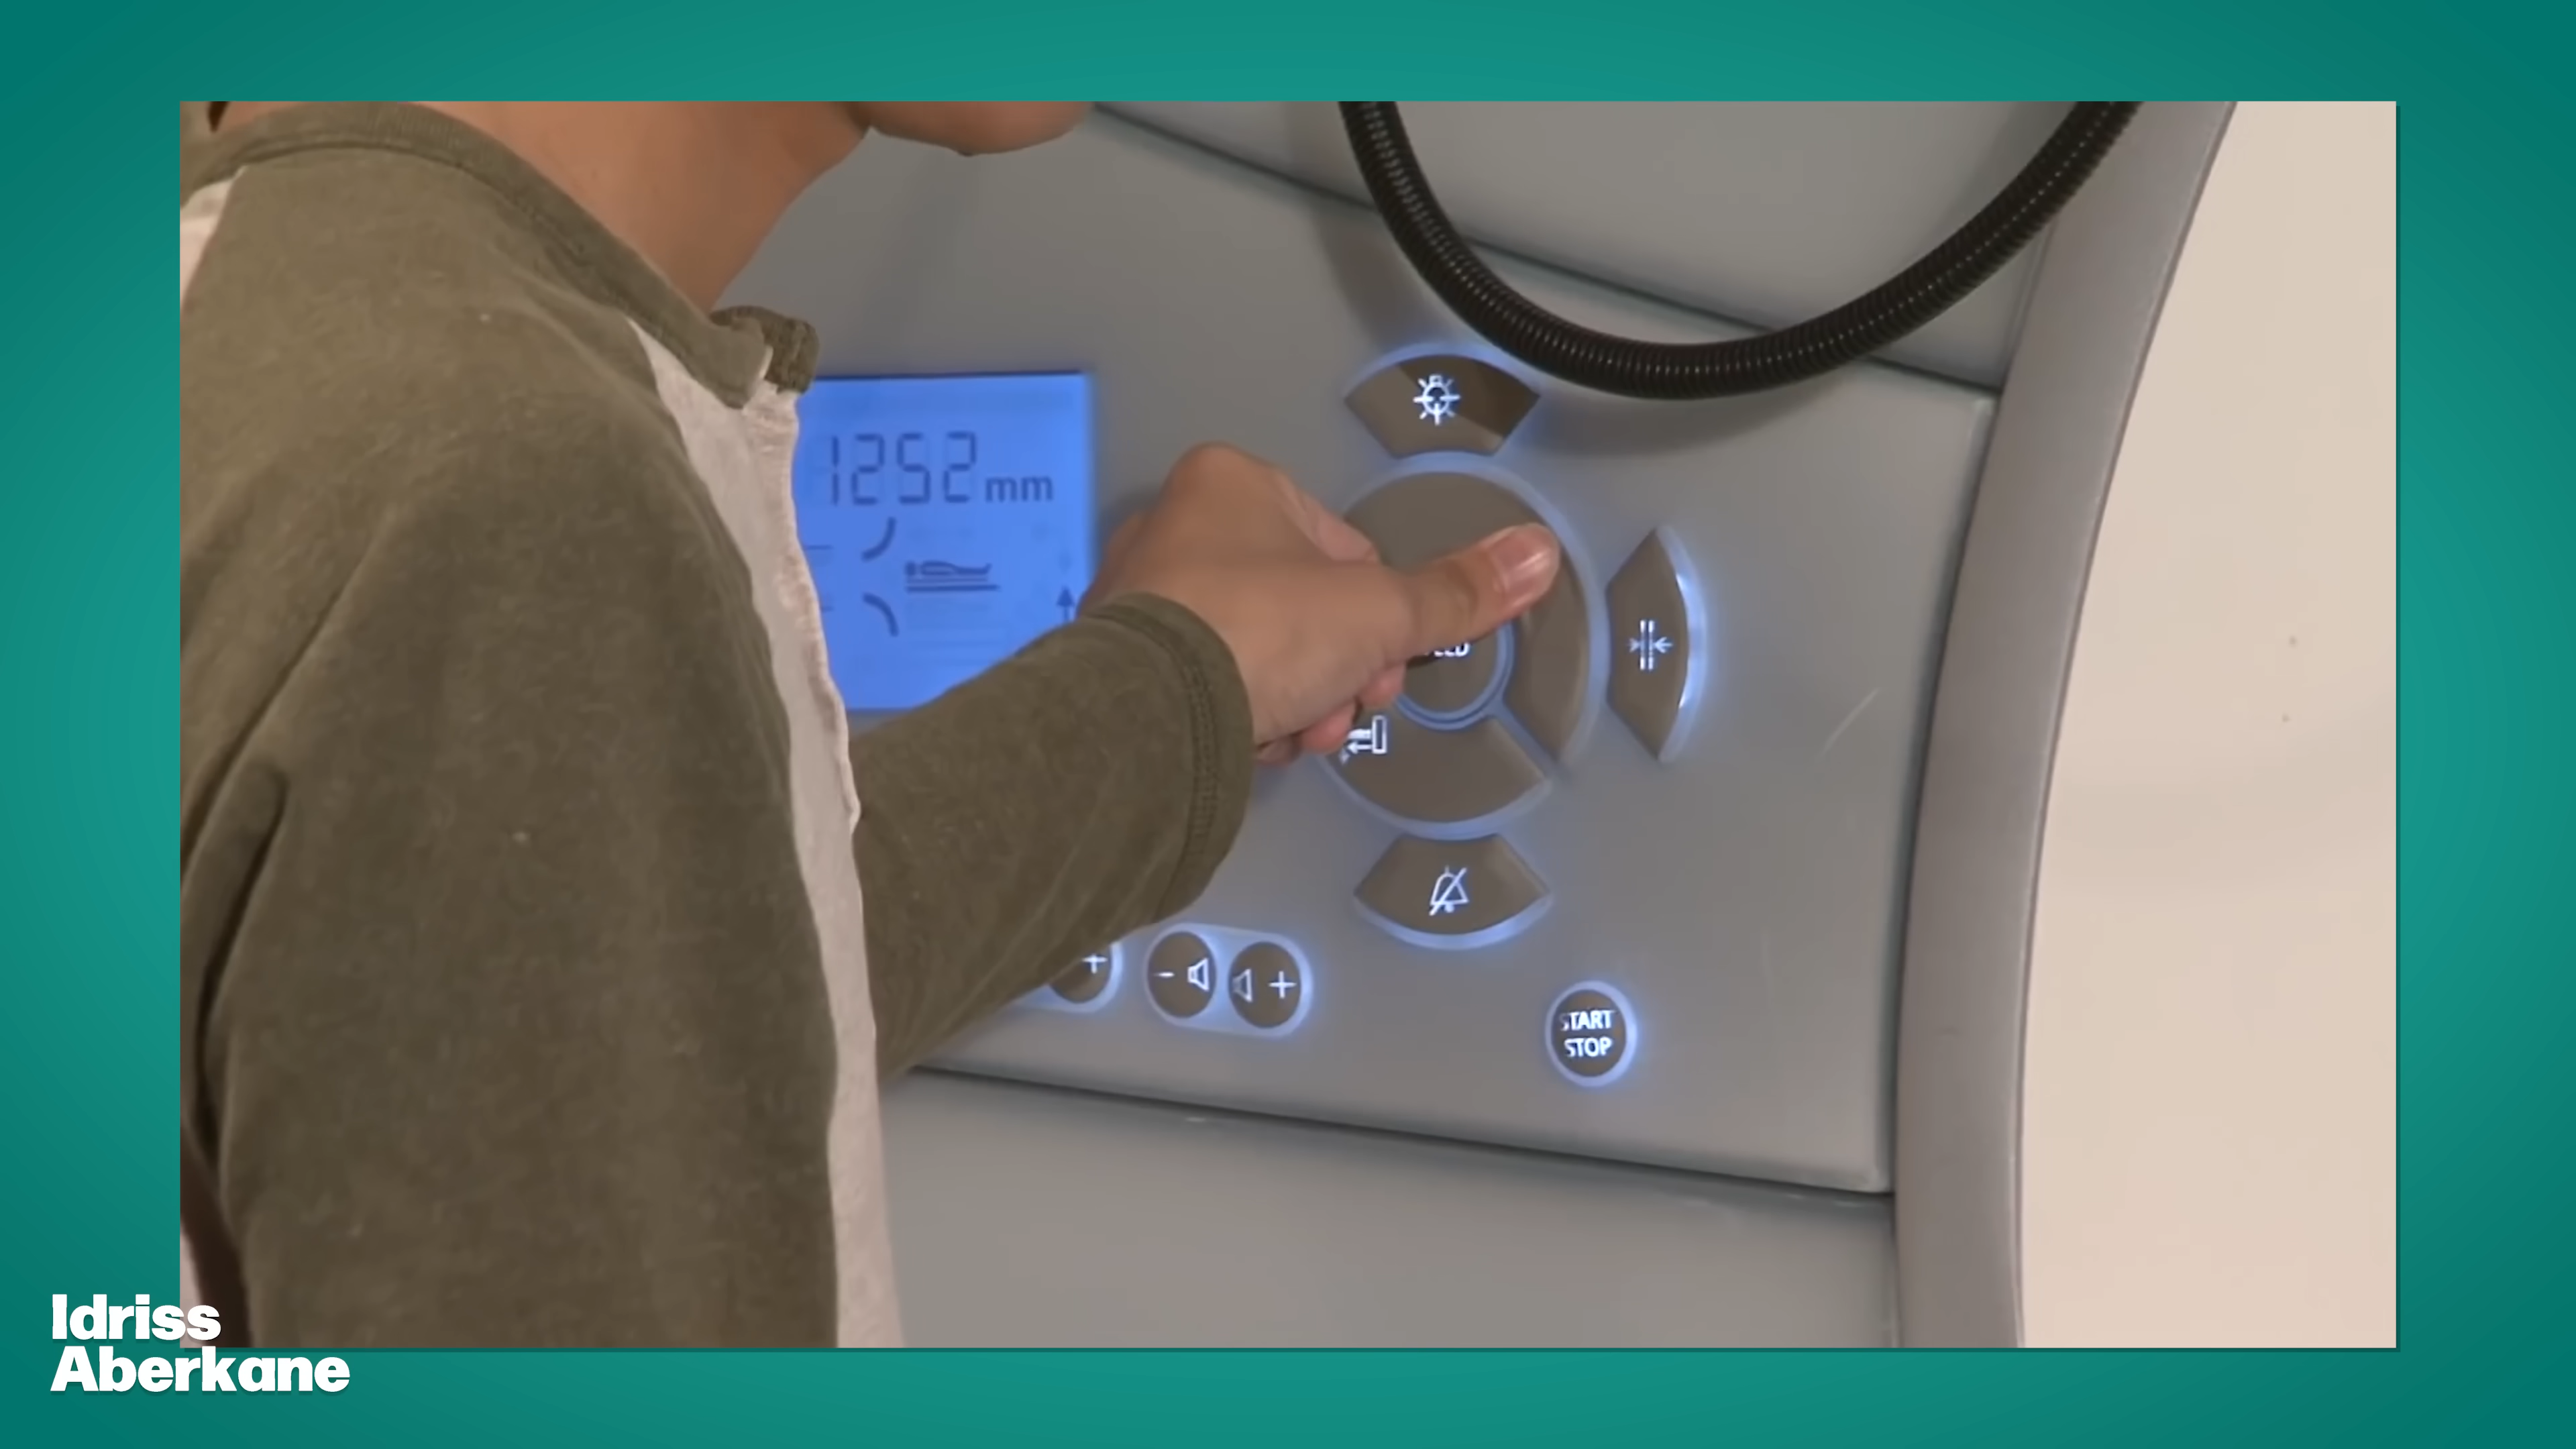 1252 mm
- +
+
START
STOP
Idriss
Aberkane